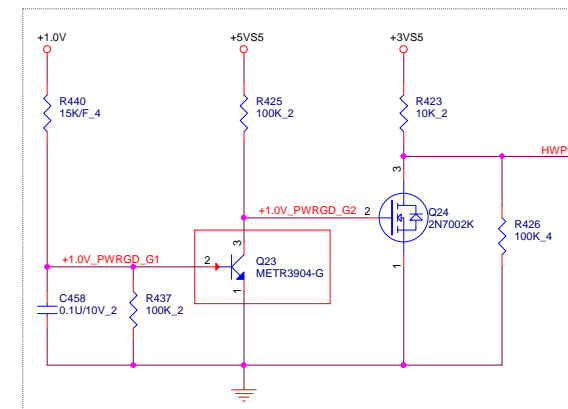 +1.0V
+5VS5
+3VS5
R440
15K/F_4
R425
100K_2
R423
10K_2
HWP
3
+1.0V_PWRGD_G2
2
Q24
2N7002K
R426
100K_4
1
+1.0V_PWRGD_G1
2
3
Q23
METR3904-G
1
C458
0.1U/10V_2
R437
100K_2